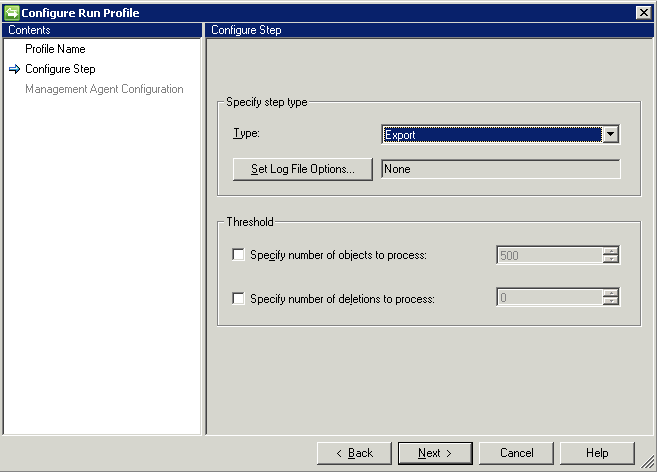 Configure Run Profile
Contents
Profile Name
Configure Step
Management Agent Configuration
Configure Step
Specify step type
Type:
Export
Set Log File Options...
None
Threshold
Specify number of objects to process:
500
Specify number of deletions to process:
0
< Back
Next >
Cancel
Help